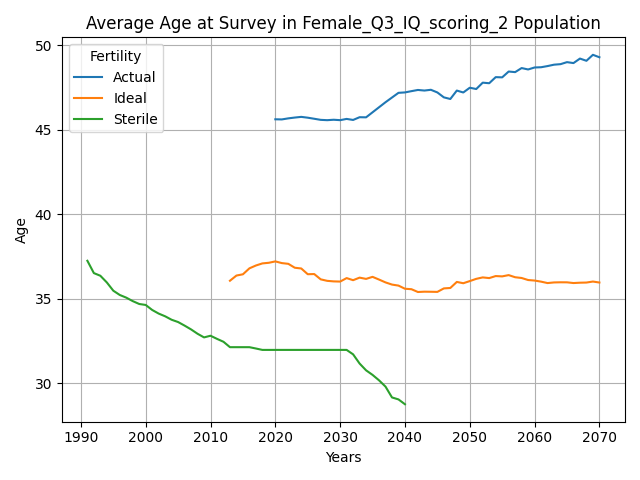 Average Age at Survey in Female_Q3_IQ_scoring_2 Population
Fertility
Actual
Ideal
Sterile
50
45
40
35
30
Age
1990 2000 2010 2020 2030 2040 2050 2060 2070
Years